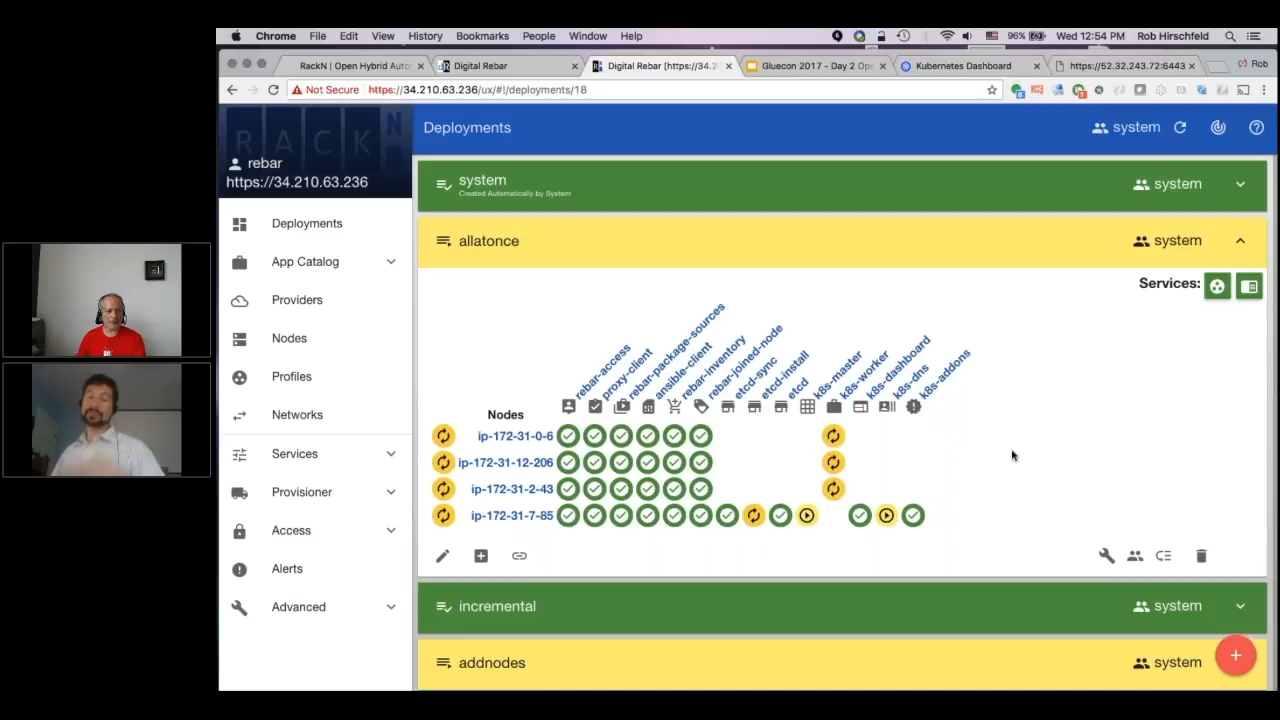 Chrome File Edit View History Bookmarks People Window Help 96% Wed 12:54 PM Rob Hirschfeld
RackN | Open Hybrid Auto Digital Rebar Digital Rebar [https://34.2 Gluecon 2017 - Day 2 Ope Kubernetes Dashboard https://52.32.243.72:6443 Rob
Not Secure https://34.210.63.236/ux/#!/deployments/18
RACKN
rebar
https://34.210.63.236
Deployments
App Catalog
Providers
Nodes
Profiles
Networks
Services
Provisioner
Access
Alerts
Advanced
Deployments system
system system
Created Automatically by System
allatonce system
Services:
rebar-access
proxy-client
rebar-package-sources
ansible-client
rebar-inventory
rebar-joined-node
etcd-sync
etcd-install
etcd
k8s-master
k8s-worker
k8s-dashboard
k8s-dns
k8s-addons
Nodes
ip-172-31-0-6
ip-172-31-12-206
ip-172-31-2-43
ip-172-31-7-85
incremental system
addnodes system